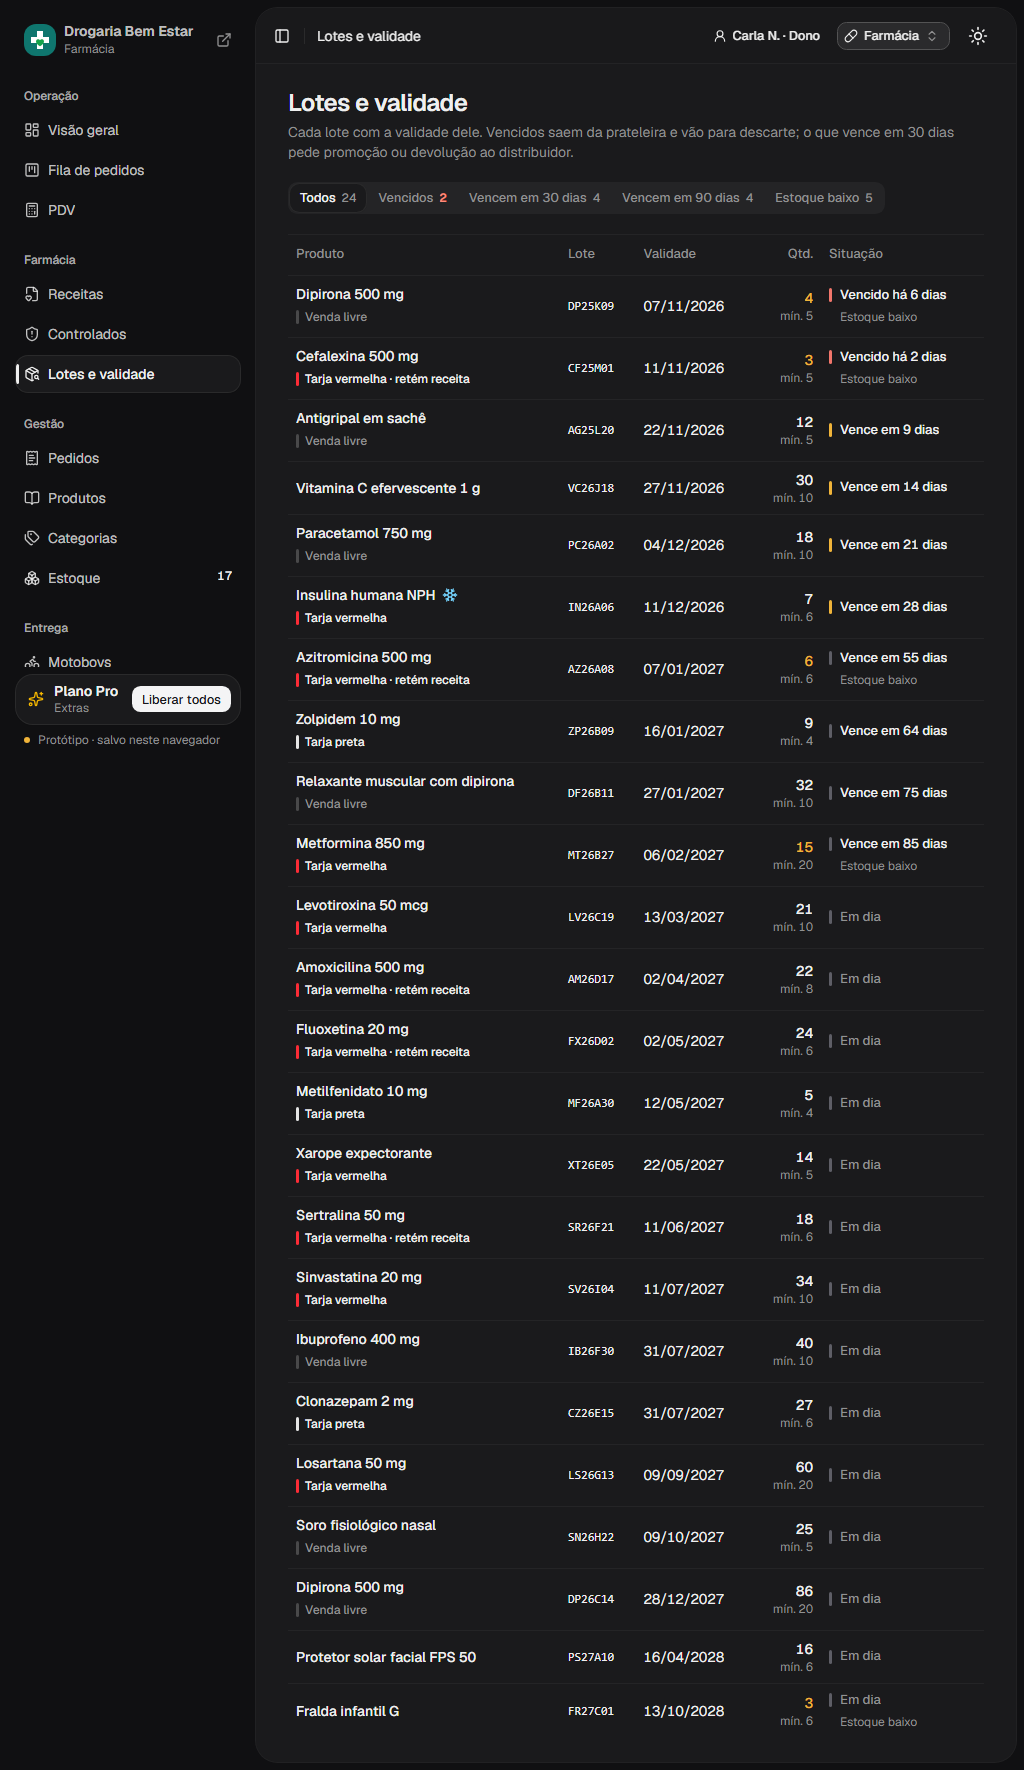 Drogaria Bem Estar
Farmácia
Operação
Visão geral
Fila de pedidos
PDV
Farmácia
Receitas
Controlados
Lotes e validade
Gestão
Pedidos
Produtos
Categorias
Estoque 17
Entrega
Motoboys
Plano Pro
Extras
Liberar todos
Protótipo · salvo neste navegador
Lotes e validade
Carla N. · Dono
Farmácia
Lotes e validade
Cada lote com a validade dele. Vencidos saem da prateleira e vão para descarte; o que vence em 30 dias
pede promoção ou devolução ao distribuidor.
Todos 24 Vencidos 2 Vencem em 30 dias 4 Vencem em 90 dias 4 Estoque baixo 5
Produto Lote Validade Qtd. Situação
Dipirona 500 mg DP25K09 07/11/2026 4 Vencido há 6 dias
Venda livre mín. 5 Estoque baixo
Cefalexina 500 mg CF25M01 11/11/2026 3 Vencido há 2 dias
Tarja vermelha · retém receita mín. 5 Estoque baixo
Antigripal em sachê AG25L20 22/11/2026 12 Vence em 9 dias
Venda livre mín. 5
Vitamina C efervescente 1 g VC26J18 27/11/2026 30 Vence em 14 dias
mín. 10
Paracetamol 750 mg PC26A02 04/12/2026 18 Vence em 21 dias
Venda livre mín. 10
Insulina humana NPH IN26A06 11/12/2026 7 Vence em 28 dias
Tarja vermelha mín. 6
Azitromicina 500 mg AZ26A08 07/01/2027 6 Vence em 55 dias
Tarja vermelha · retém receita mín. 6 Estoque baixo
Zolpidem 10 mg ZP26B09 16/01/2027 9 Vence em 64 dias
Tarja preta mín. 4
Relaxante muscular com dipirona DF26B11 27/01/2027 32 Vence em 75 dias
Venda livre mín. 10
Metformina 850 mg MT26B27 06/02/2027 15 Vence em 85 dias
Tarja vermelha mín. 20 Estoque baixo
Levotiroxina 50 mcg LV26C19 13/03/2027 21 Em dia
Tarja vermelha mín. 10
Amoxicilina 500 mg AM26D17 02/04/2027 22 Em dia
Tarja vermelha · retém receita mín. 8
Fluoxetina 20 mg FX26D02 02/05/2027 24 Em dia
Tarja vermelha · retém receita mín. 6
Metilfenidato 10 mg MF26A30 12/05/2027 5 Em dia
Tarja preta mín. 4
Xarope expectorante XT26E05 22/05/2027 14 Em dia
Tarja vermelha mín. 5
Sertralina 50 mg SR26F21 11/06/2027 18 Em dia
Tarja vermelha · retém receita mín. 6
Sinvastatina 20 mg SV26I04 11/07/2027 34 Em dia
Tarja vermelha mín. 10
Ibuprofeno 400 mg IB26F30 31/07/2027 40 Em dia
Venda livre mín. 10
Clonazepam 2 mg CZ26E15 31/07/2027 27 Em dia
Tarja preta mín. 6
Losartana 50 mg LS26G13 09/09/2027 60 Em dia
Tarja vermelha mín. 20
Soro fisiológico nasal SN26H22 09/10/2027 25 Em dia
Venda livre mín. 5
Dipirona 500 mg DP26C14 28/12/2027 86 Em dia
Venda livre mín. 20
Protetor solar facial FPS 50 PS27A10 16/04/2028 16 Em dia
mín. 6
Fralda infantil G FR27C01 13/10/2028 3 Em dia
mín. 6 Estoque baixo